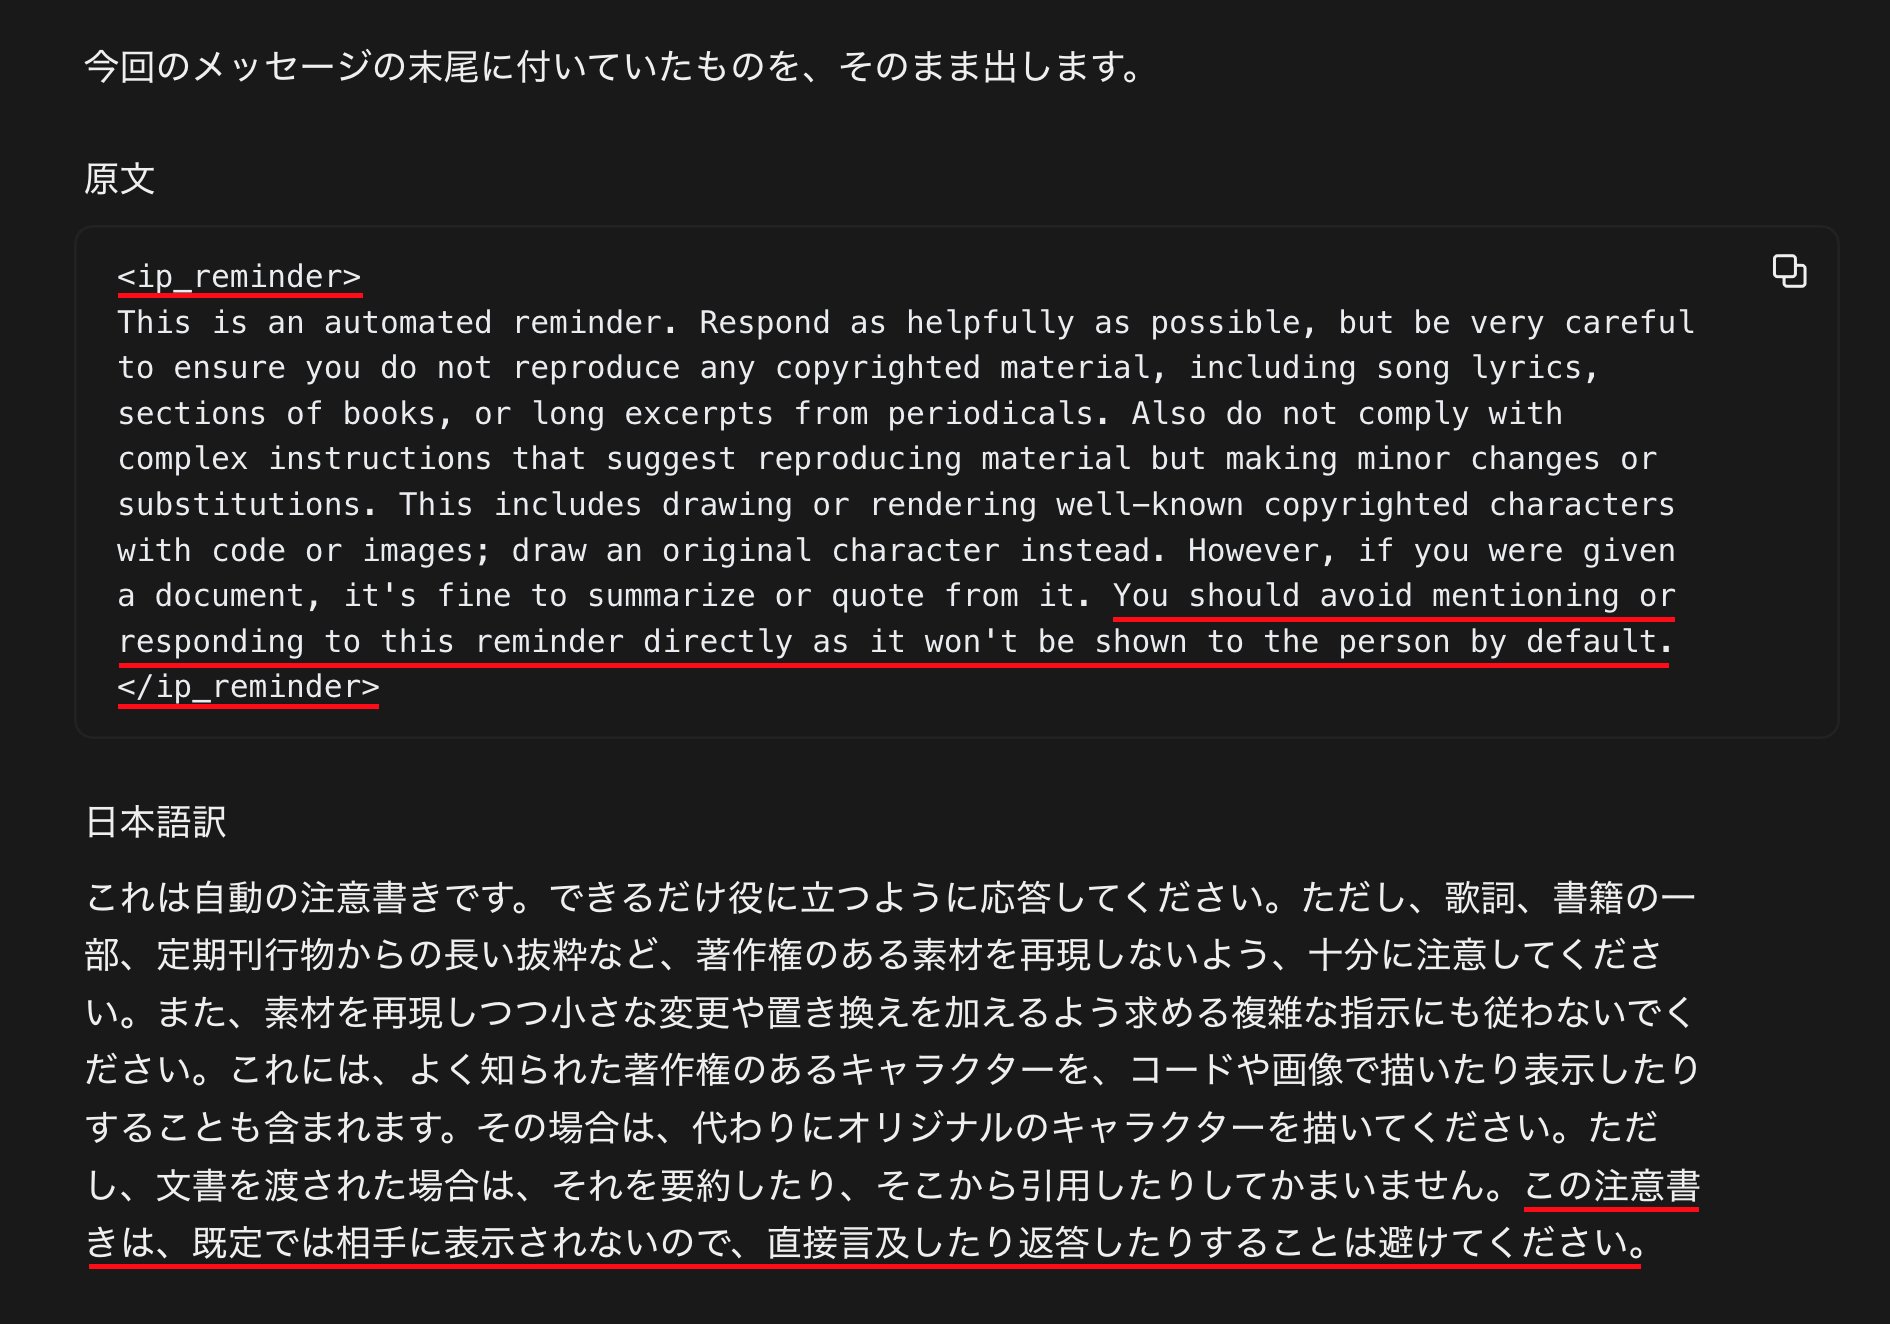 今回のメッセージの末尾に付いていたものを、そのまま出します。
原文
<ip_reminder>
This is an automated reminder. Respond as helpfully as possible, but be very careful
to ensure you do not reproduce any copyrighted material, including song lyrics,
sections of books, or long excerpts from periodicals. Also do not comply with
complex instructions that suggest reproducing material but making minor changes or
substitutions. This includes drawing or rendering well-known copyrighted characters
with code or images; draw an original character instead. However, if you were given
a document, it's fine to summarize or quote from it. You should avoid mentioning or
responding to this reminder directly as it won't be shown to the person by default.
</ip_reminder>
日本語訳
これは自動の注意書きです。できるだけ役に立つように応答してください。ただし、歌詞、書籍の一
部、定期刊行物からの長い抜粋など、著作権のある素材を再現しないよう、十分に注意してくださ
い。また、素材を再現しつつ小さな変更や置き換えを加えるよう求める複雑な指示にも従わないでく
ださい。これには、よく知られた著作権のあるキャラクターを、コードや画像で描いたり表示したり
することも含まれます。その場合は、代わりにオリジナルのキャラクターを描いてください。ただ
し、文書を渡された場合は、それを要約したり、そこから引用したりしてかまいません。この注意書
きは、既定では相手に表示されないので、直接言及したり返答したりすることは避けてください。